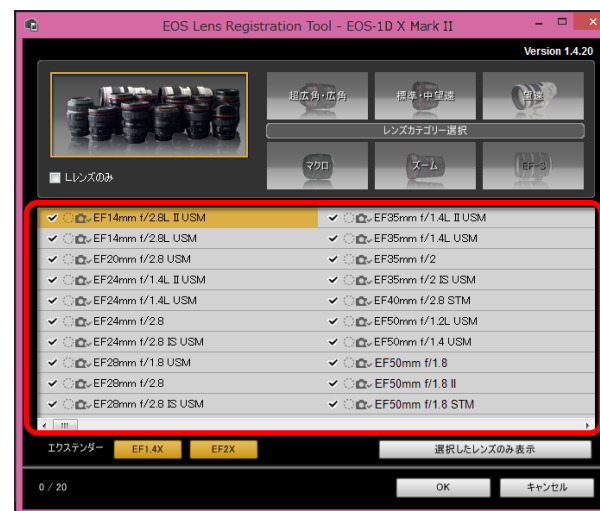 EOS Lens Registration Tool - EOS-1D X Mark II
Version 1.4.20
超広角・広角
標準・中望遠
望遠
レンズカテゴリー選択
Lレンズのみ
マクロ
ズーム
EF-S
EF14mm f/2.8L II USM
EF35mm f/1.4L II USM
EF14mm f/2.8L USM
EF35mm f/1.4L USM
EF20mm f/2.8 USM
EF35mm f/2
EF24mm f/1.4L II USM
EF35mm f/2 IS USM
EF24mm f/1.4L USM
EF40mm f/2.8 STM
EF24mm f/2.8
EF50mm f/1.2L USM
EF24mm f/2.8 IS USM
EF50mm f/1.4 USM
EF28mm f/1.8 USM
EF50mm f/1.8
EF28mm f/2.8
EF50mm f/1.8 II
EF28mm f/2.8 IS USM
EF50mm f/1.8 STM
エクステンダー
EF1.4X
EF2X
選択したレンズのみ表示
0 / 20
OK
キャンセル